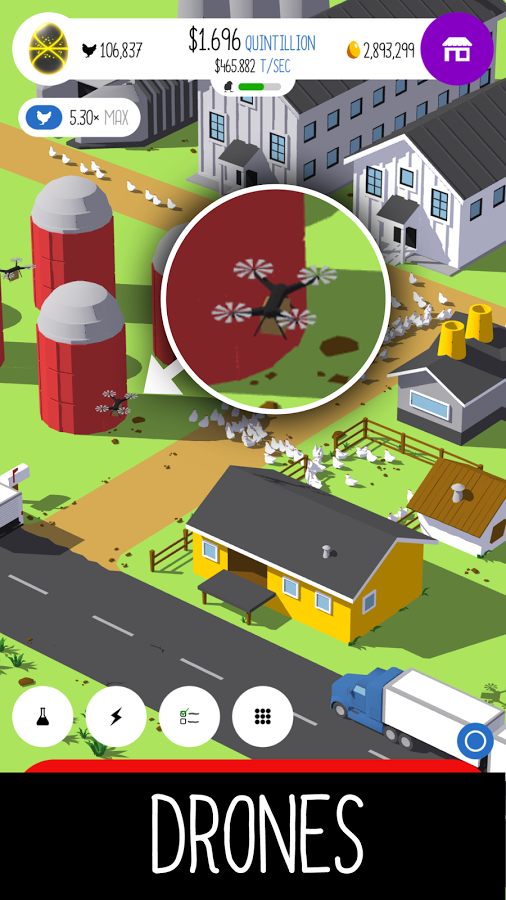 106,837
$1.696 QUINTILLION
$465.882 T/SEC
2,893,299
5.30× MAX
DRONES